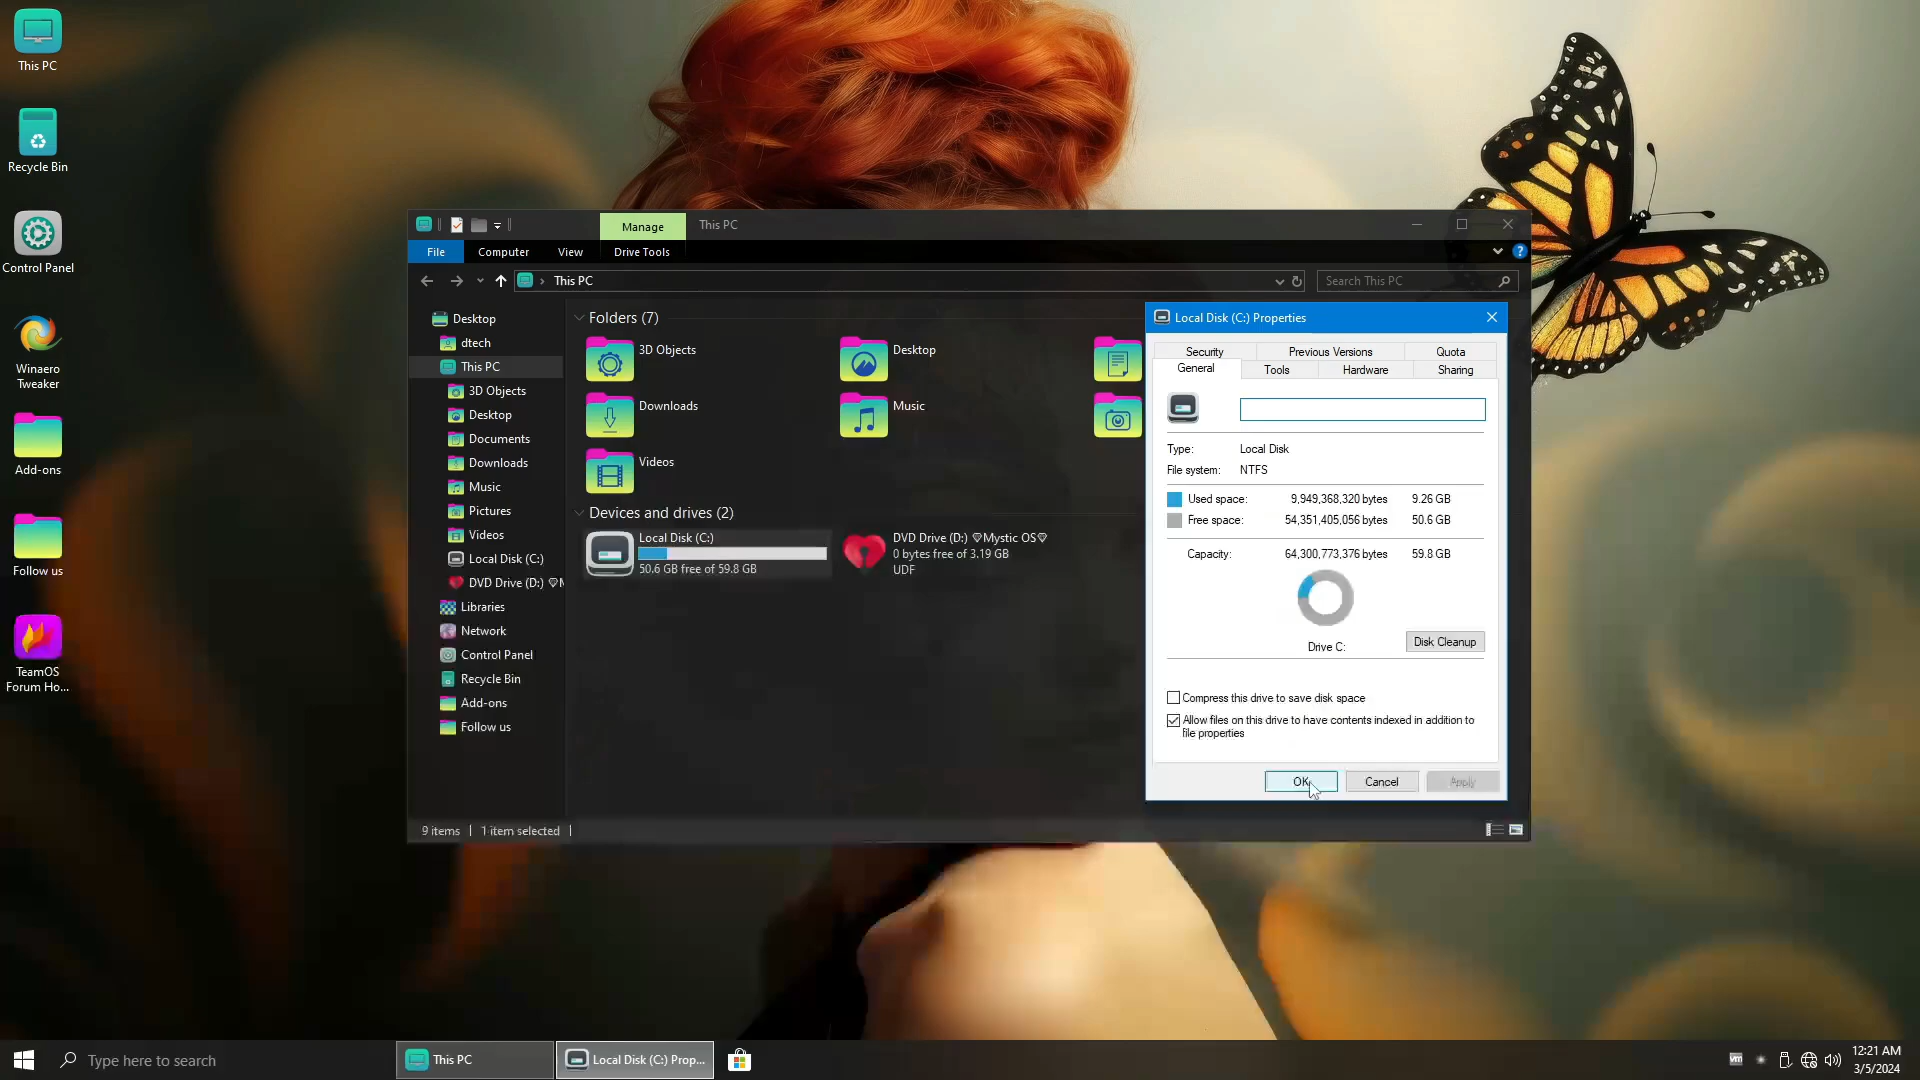 This PC
Recycle Bin
Control Panel
Winaero
Tweaker
Add-ons
Follow us
TeamOS
Forum Ho...
Manage
This PC
File
Computer
View
Drive Tools
This PC
Search This PC
Desktop
dtech
This PC
3D Objects
Desktop
Documents
Downloads
Music
Pictures
Videos
Local Disk (C:)
DVD Drive (D:) ♡M
Libraries
Network
Control Panel
Recycle Bin
Add-ons
Follow us
Folders (7)
3D Objects
Desktop
Downloads
Music
Videos
Devices and drives (2)
Local Disk (C:)
50.6 GB free of 59.8 GB
DVD Drive (D:) ♡Mystic OS♡
0 bytes free of 3.19 GB
UDF
9 items
1 item selected
Local Disk (C:) Properties
Security
Previous Versions
Quota
General
Tools
Hardware
Sharing
Type: Local Disk
File system: NTFS
Used space: 9,949,368,320 bytes 9.26 GB
Free space: 54,351,405,056 bytes 50.6 GB
Capacity: 64,300,773,376 bytes 59.8 GB
Drive C:
Disk Cleanup
Compress this drive to save disk space
Allow files on this drive to have contents indexed in addition to
file properties
OK
Cancel
Apply
Type here to search
This PC
Local Disk (C:) Prop...
vm
12:21 AM
3/5/2024